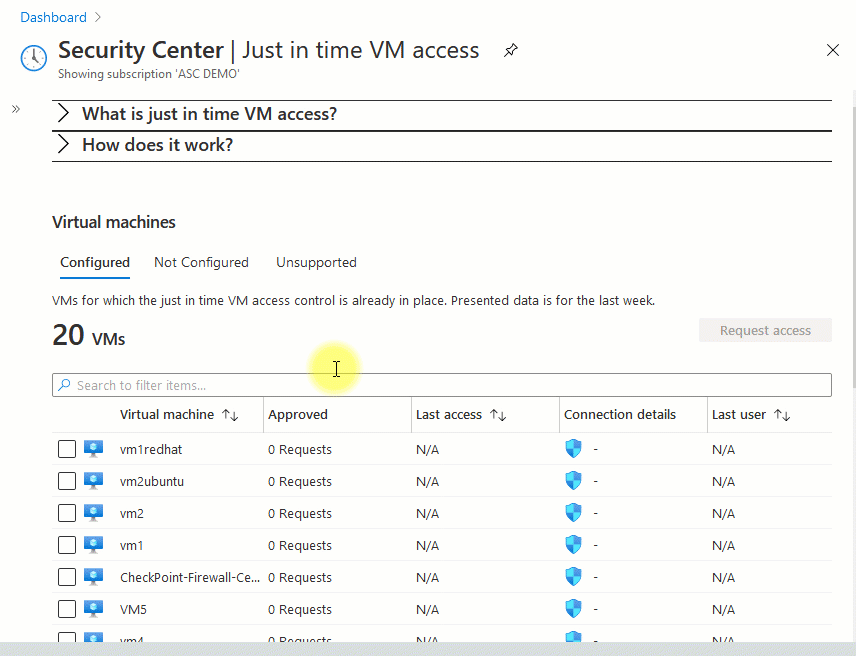 Dashboard
Security Center | Just in time VM access
Showing subscription 'ASC DEMO'
What is just in time VM access?
How does it work?
Virtual machines
Configured Not Configured Unsupported
VMs for which the just in time VM access control is already in place. Presented data is for the last week.
20 VMs
Request access
Search to filter items...
Virtual machine Approved Last access Connection details Last user
vm1redhat 0 Requests N/A - N/A
vm2ubuntu 0 Requests N/A - N/A
vm2 0 Requests N/A - N/A
vm1 0 Requests N/A - N/A
CheckPoint-Firewall-Ce... 0 Requests N/A - N/A
VM5 0 Requests N/A - N/A
vm4 0 Requests N/A - N/A